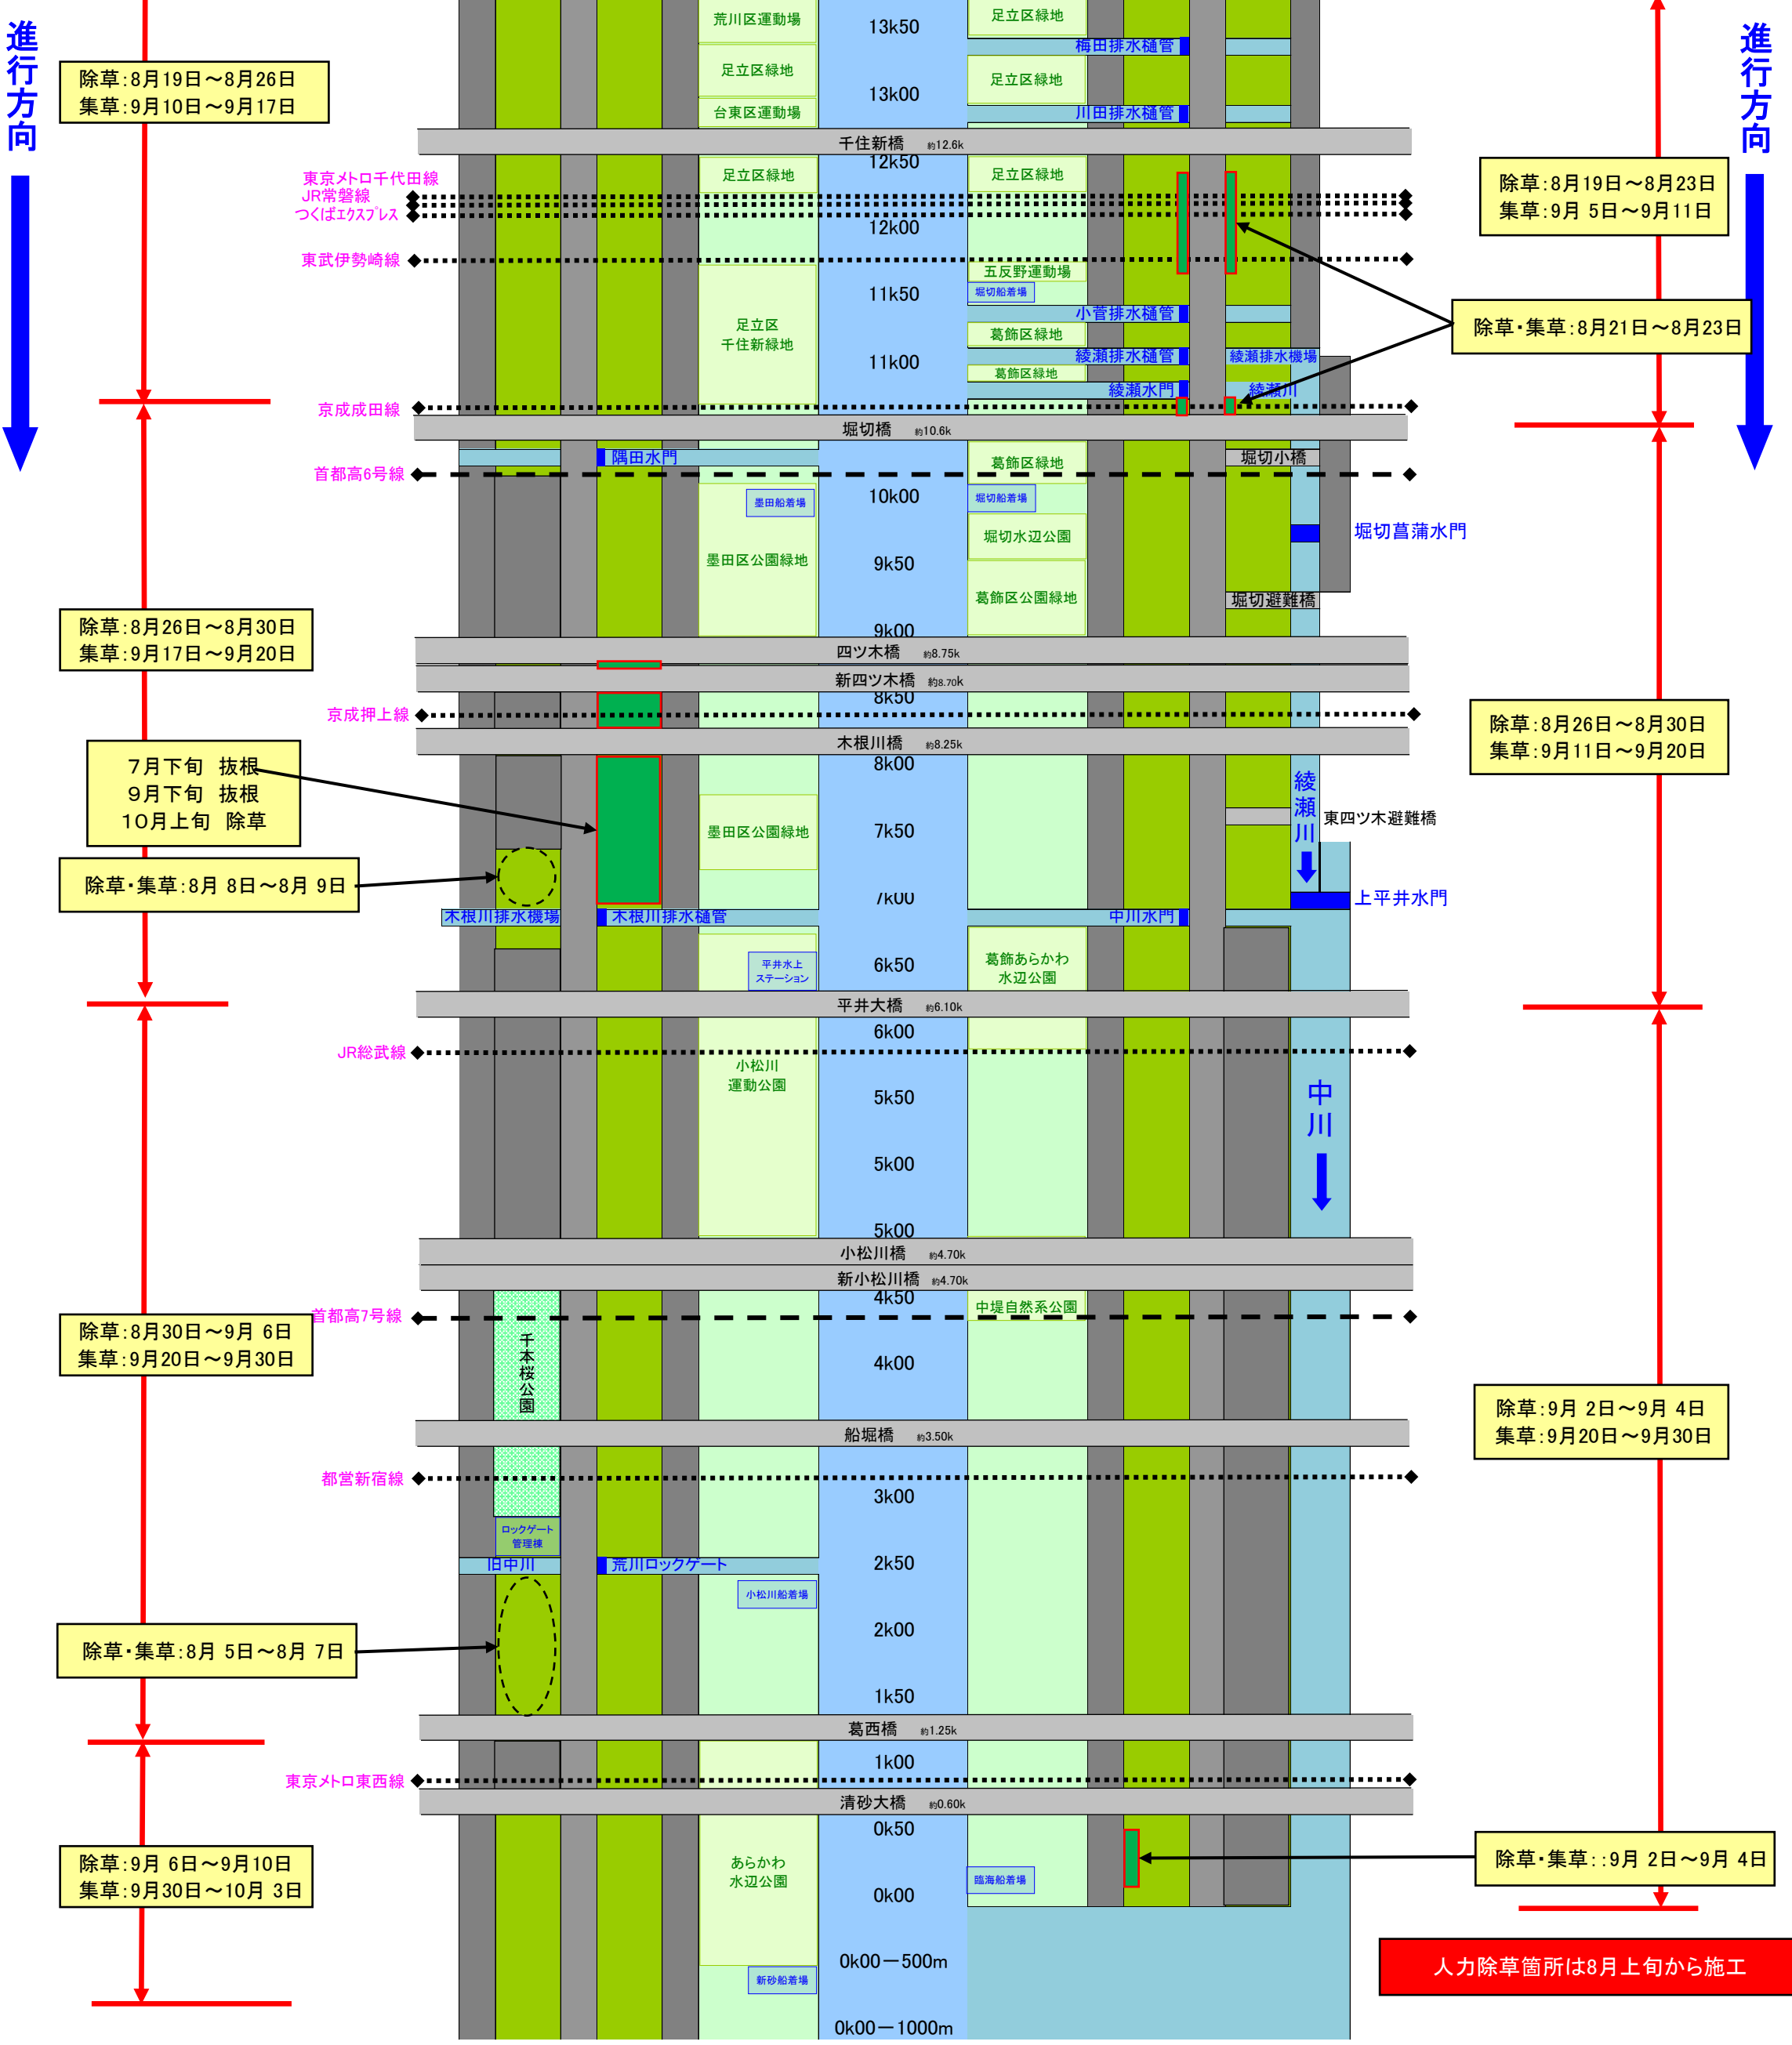 進行方向
進行方向
除草:8月19日～8月26日
集草:9月10日～9月17日
荒川区運動場
13k50
足立区緑地
梅田排水樋管
足立区緑地
13k00
足立区緑地
台東区運動場
川田排水樋管
千住新橋 約12.6k
12k50
足立区緑地
足立区緑地
東京メトロ千代田線
JR常磐線
つくばエクスプレス
12k00
除草:8月19日～8月23日
集草:9月 5日～9月11日
東武伊勢崎線
五反野運動場
11k50
堀切船着場
小菅排水樋管
除草・集草:8月21日～8月23日
足立区
千住新緑地
葛飾区緑地
11k00
綾瀬排水樋管
綾瀬排水機場
葛飾区緑地
綾瀬水門
綾瀬川
京成成田線
堀切橋 約10.6k
隅田水門
葛飾区緑地
堀切小橋
首都高6号線
墨田船着場
10k00
堀切船着場
堀切水辺公園
堀切菖蒲水門
墨田区公園緑地
9k50
葛飾区公園緑地
堀切避難橋
除草:8月26日～8月30日
集草:9月17日～9月20日
9k00
四ツ木橋 約8.75k
新四ツ木橋 約8.70k
8k50
京成押上線
除草:8月26日～8月30日
集草:9月11日～9月20日
木根川橋 約8.25k
7月下旬 抜根
9月下旬 抜根
10月上旬 除草
8k00
綾瀬川
東四ツ木避難橋
墨田区公園緑地
7k50
除草・集草:8月 8日～8月 9日
7k00
上平井水門
木根川排水機場
木根川排水樋管
中川水門
平井水上
ステーション
6k50
葛飾あらかわ
水辺公園
平井大橋 約6.10k
6k00
JR総武線
小松川
運動公園
5k50
中川
5k00
5k00
小松川橋 約4.70k
新小松川橋 約4.70k
4k50
中堤自然系公園
首都高7号線
除草:8月30日～9月 6日
集草:9月20日～9月30日
千本桜公園
4k00
除草:9月 2日～9月 4日
集草:9月20日～9月30日
船堀橋 約3.50k
都営新宿線
3k00
ロックゲート
管理棟
旧中川
荒川ロックゲート
2k50
小松川船着場
2k00
除草・集草:8月 5日～8月 7日
1k50
葛西橋 約1.25k
1k00
東京メトロ東西線
清砂大橋 約0.60k
0k50
除草:9月 6日～9月10日
集草:9月30日～10月 3日
あらかわ
水辺公園
臨海船着場
0k00
除草・集草::9月 2日～9月 4日
0k00－500m
新砂船着場
人力除草箇所は8月上旬から施工
0k00－1000m